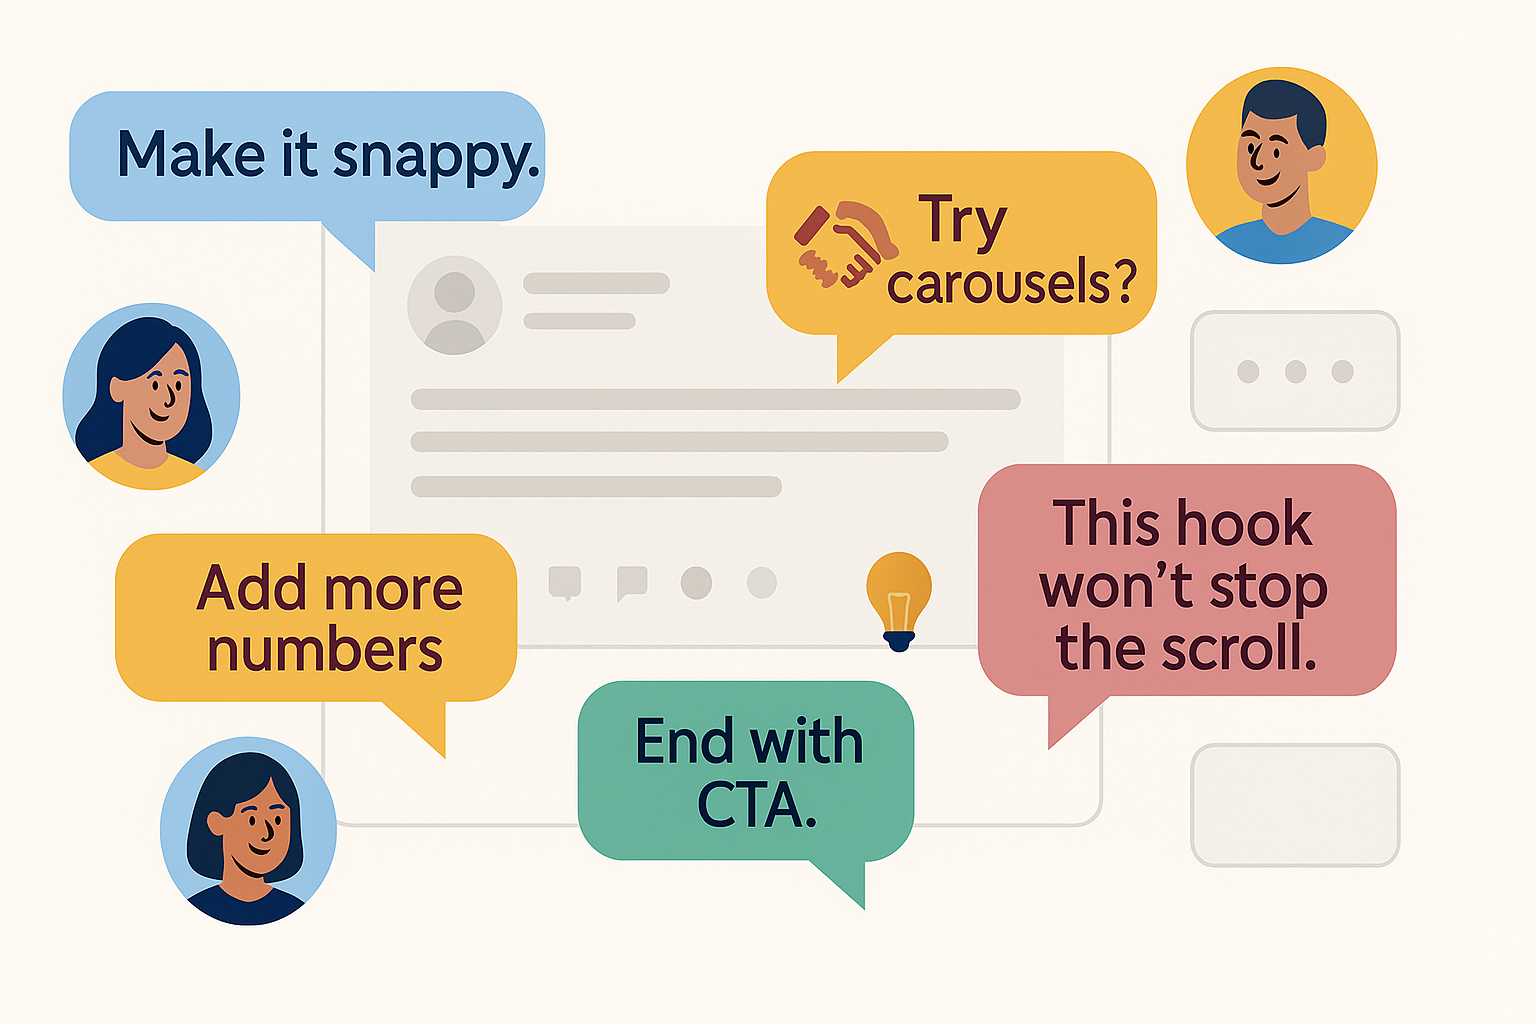 Make it snappy.
Try
carousels?
Add more
numbers
This hook
won't stop
the scroll.
End with
CTA.